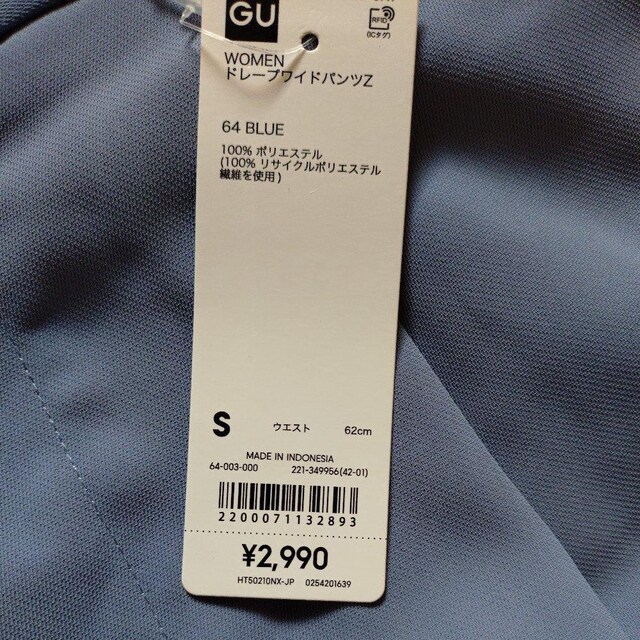 GU
RFID
(ICタグ)
WOMEN
ドレープワイドパンツZ
64 BLUE
100% ポリエステル
(100% リサイクルポリエステル
繊維を使用)
S ウエスト 62cm
MADE IN INDONESIA
64-003-000 221-349956(42-01)
2200071132893
¥2,990
HT50210NX-JP 0254201639